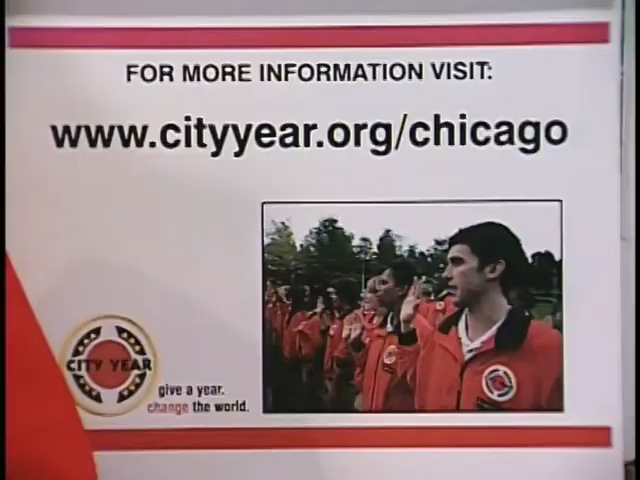 FOR MORE INFORMATION VISIT:
www.cityyear.org/chicago
CITY YEAR
give a year.
change the world.